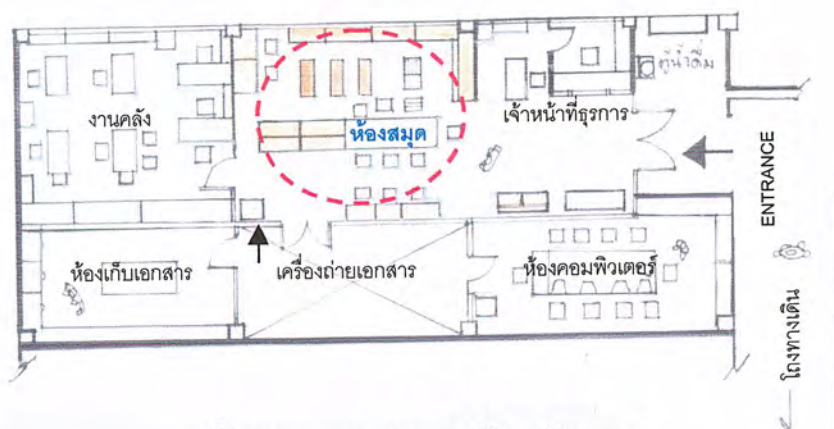 ตู้น้ำดื่ม
งานคลัง
ห้องสมุด
เจ้าหน้าที่ธุรการ
ENTRANCE
ห้องเก็บเอกสาร
เครื่องถ่ายเอกสาร
ห้องคอมพิวเตอร์
โถงทางเดิน